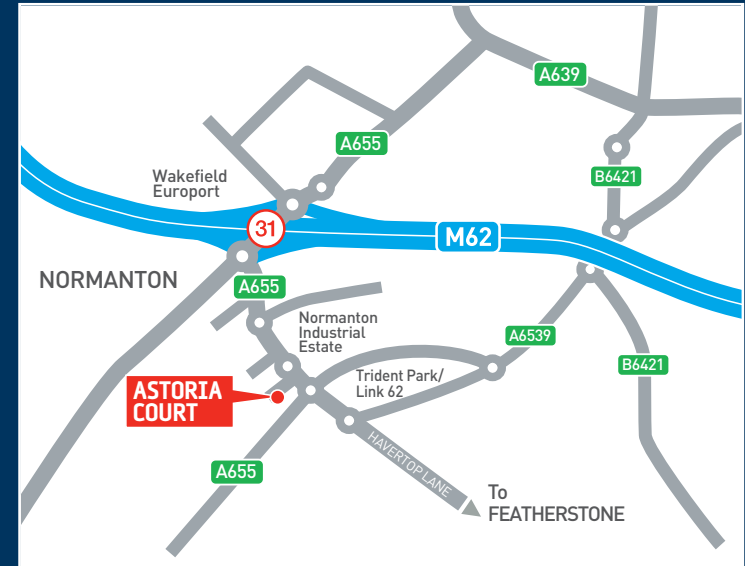 A639
A655
Wakefield
Europort
B6421
31
M62
NORMANTON
A655
Normanton
Industrial
Estate
A6539
Trident Park/
Link 62
B6421
ASTORIA
COURT
A655
HAVERTOP LANE
To
FEATHERSTONE